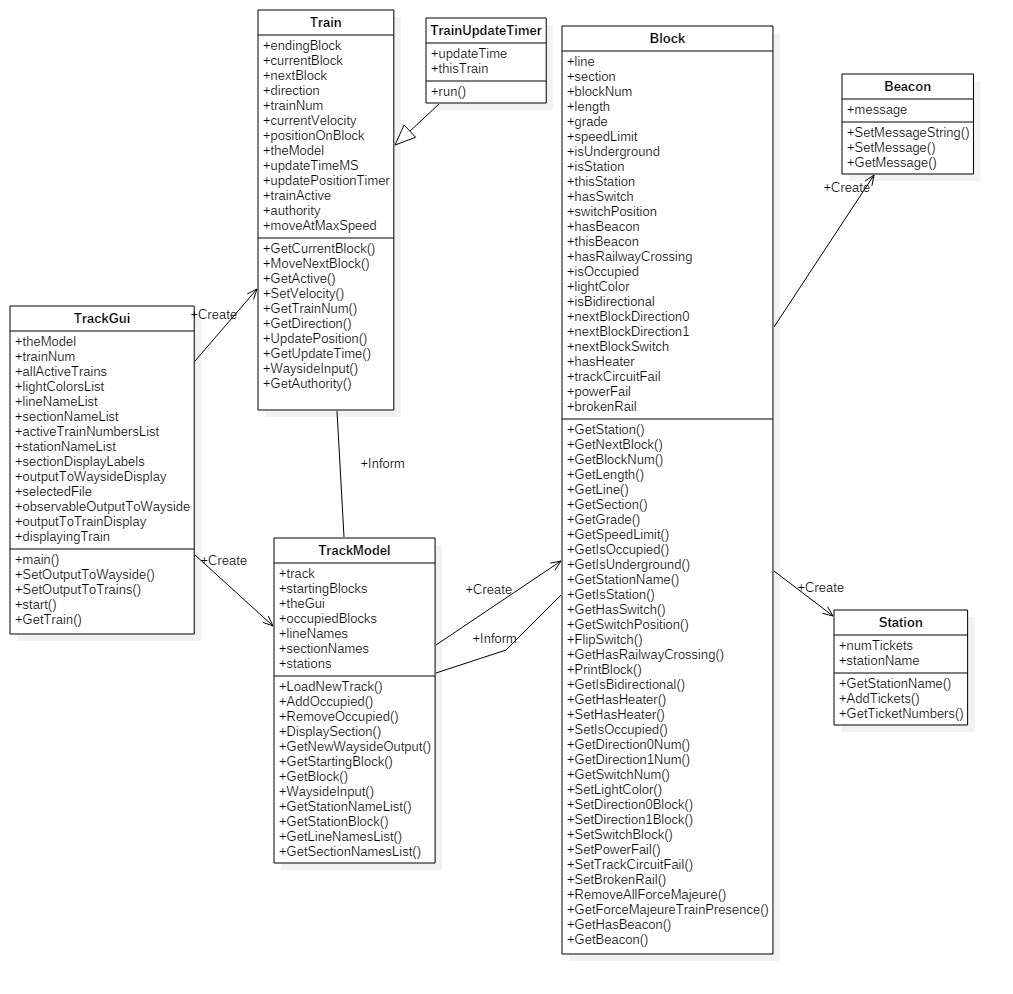 Train
+endingBlock
+currentBlock
+nextBlock
+direction
+trainNum
+currentVelocity
+positionOnBlock
+theModel
+updateTimeMS
+updatePositionTimer
+trainActive
+authority
+moveAtMaxSpeed
+GetCurrentBlock()
+MoveNextBlock()
+GetActive()
+SetVelocity()
+GetTrainNum()
+GetDirection()
+UpdatePosition()
+GetUpdateTime()
+WaysideInput()
+GetAuthority()
TrainUpdateTimer
+updateTime
+thisTrain
+run()
Block
+line
+section
+blockNum
+length
+grade
+speedLimit
+isUnderground
+isStation
+thisStation
+hasSwitch
+switchPosition
+hasBeacon
+thisBeacon
+hasRailwayCrossing
+isOccupied
+lightColor
+isBidirectional
+nextBlockDirection0
+nextBlockDirection1
+nextBlockSwitch
+hasHeater
+trackCircuitFail
+powerFail
+brokenRail
+GetStation()
+GetNextBlock()
+GetBlockNum()
+GetLength()
+GetLine()
+GetSection()
+GetGrade()
+GetSpeedLimit()
+GetIsOccupied()
+GetIsUnderground()
+GetStationName()
+GetIsStation()
+GetHasSwitch()
+GetSwitchPosition()
+FlipSwitch()
+GetHasRailwayCrossing()
+PrintBlock()
+GetIsBidirectional()
+GetHasHeater()
+SetHasHeater()
+SetIsOccupied()
+GetDirection0Num()
+GetDirection1Num()
+GetSwitchNum()
+SetLightColor()
+SetDirection0Block()
+SetDirection1Block()
+SetSwitchBlock()
+SetPowerFail()
+SetTrackCircuitFail()
+SetBrokenRail()
+RemoveAllForceMajeure()
+GetForceMajeureTrainPresence()
+GetHasBeacon()
+GetBeacon()
Beacon
+message
+SetMessageString()
+SetMessage()
+GetMessage()
+Create
TrackGui
+theModel
+trainNum
+allActiveTrains
+lightColorsList
+lineNameList
+sectionNameList
+activeTrainNumbersList
+stationNameList
+sectionDisplayLabels
+outputToWaysideDisplay
+selectedFile
+observableOutputToWayside
+outputToTrainDisplay
+displayingTrain
+main()
+SetOutputToWayside()
+SetOutputToTrains()
+start()
+GetTrain()
+Create
+Create
+Inform
TrackModel
+track
+startingBlocks
+theGui
+occupiedBlocks
+lineNames
+sectionNames
+stations
+LoadNewTrack()
+AddOccupied()
+RemoveOccupied()
+DisplaySection()
+GetNewWaysideOutput()
+GetStartingBlock()
+GetBlock()
+WaysideInput()
+GetStationNameList()
+GetStationBlock()
+GetLineNamesList()
+GetSectionNamesList()
+Create
+Inform
+Create
Station
+numTickets
+stationName
+GetStationName()
+AddTickets()
+GetTicketNumbers()